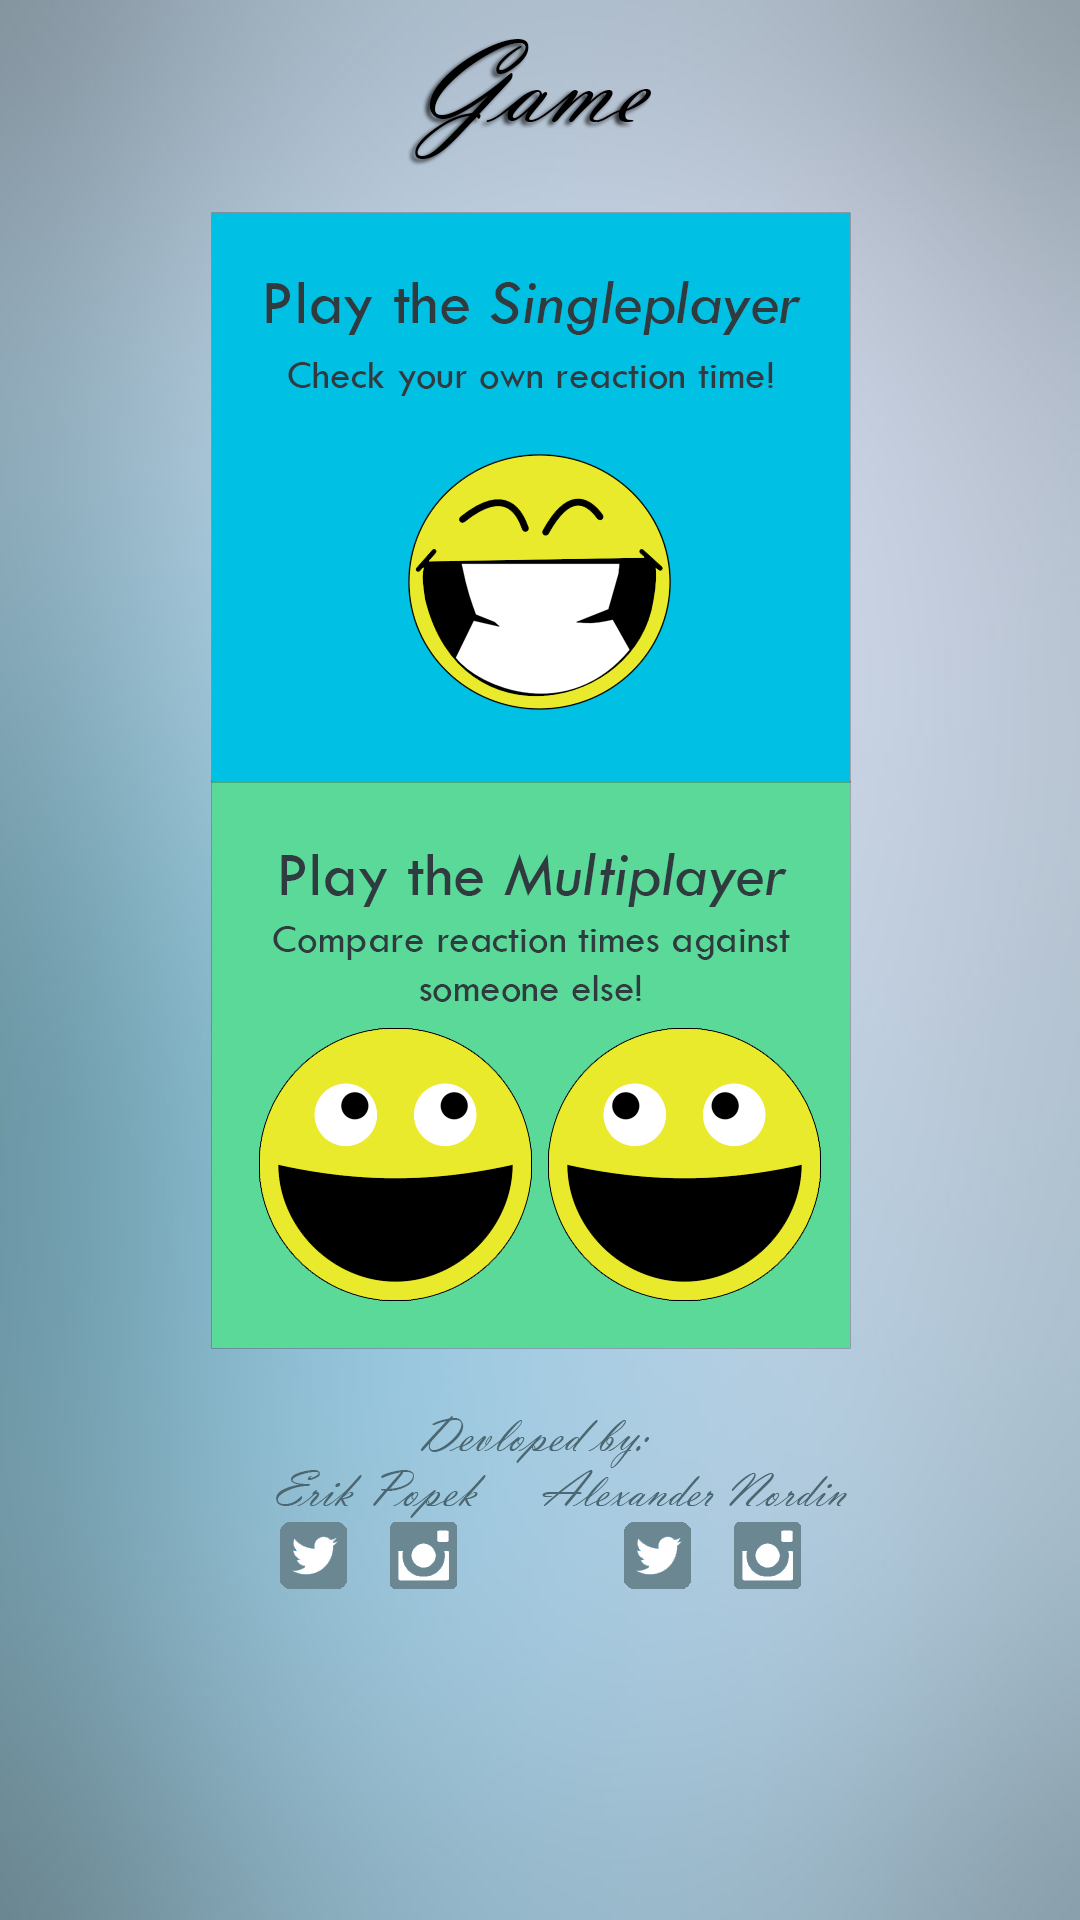 Game
Play the Singleplayer
Check your own reaction time!
Play the Multiplayer
Compare reaction times against
someone else!
Devloped by:
Erik Popek Alexander Nordin